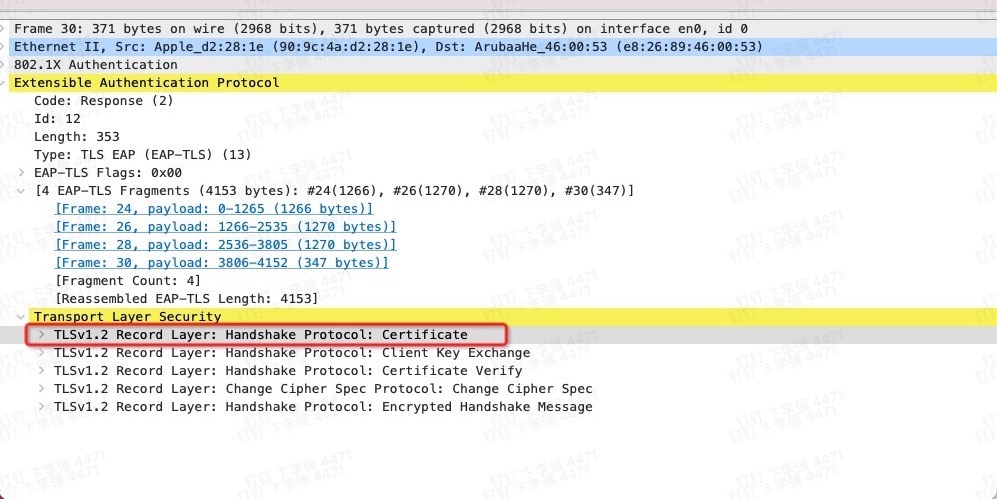 Frame 30: 371 bytes on wire (2968 bits), 371 bytes captured (2968 bits) on interface en0, id 0
Ethernet II, Src: Apple_d2:28:1e (90:9c:4a:d2:28:1e), Dst: ArubaaHe_46:00:53 (e8:26:89:46:00:53)
802.1X Authentication
Extensible Authentication Protocol
Code: Response (2)
Id: 12
Length: 353
Type: TLS EAP (EAP-TLS) (13)
EAP-TLS Flags: 0x00
[4 EAP-TLS Fragments (4153 bytes): #24(1266), #26(1270), #28(1270), #30(347)]
[Frame: 24, payload: 0-1265 (1266 bytes)]
[Frame: 26, payload: 1266-2535 (1270 bytes)]
[Frame: 28, payload: 2536-3805 (1270 bytes)]
[Frame: 30, payload: 3806-4152 (347 bytes)]
[Fragment Count: 4]
[Reassembled EAP-TLS Length: 4153]
Transport Layer Security
TLSv1.2 Record Layer: Handshake Protocol: Certificate
TLSv1.2 Record Layer: Handshake Protocol: Client Key Exchange
TLSv1.2 Record Layer: Handshake Protocol: Certificate Verify
TLSv1.2 Record Layer: Change Cipher Spec Protocol: Change Cipher Spec
TLSv1.2 Record Layer: Handshake Protocol: Encrypted Handshake Message